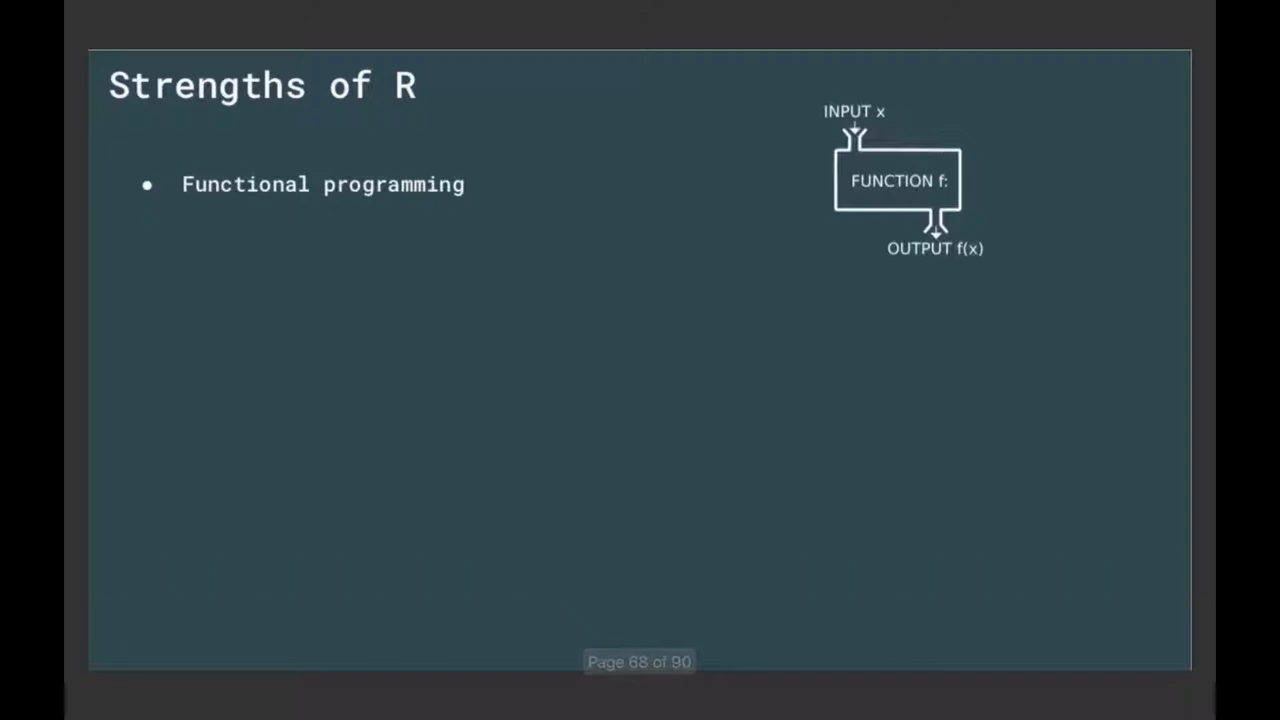 Strengths of R
● Functional programming
INPUT x
FUNCTION f:
OUTPUT f(x)
Page 68 of 90